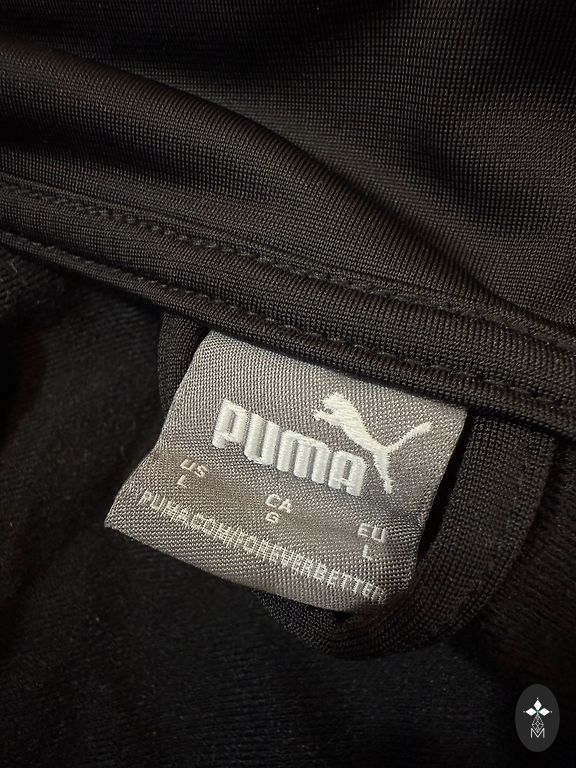 PUMA
US CA EU
L G L
PUMA.COM/FOREVERBETTER